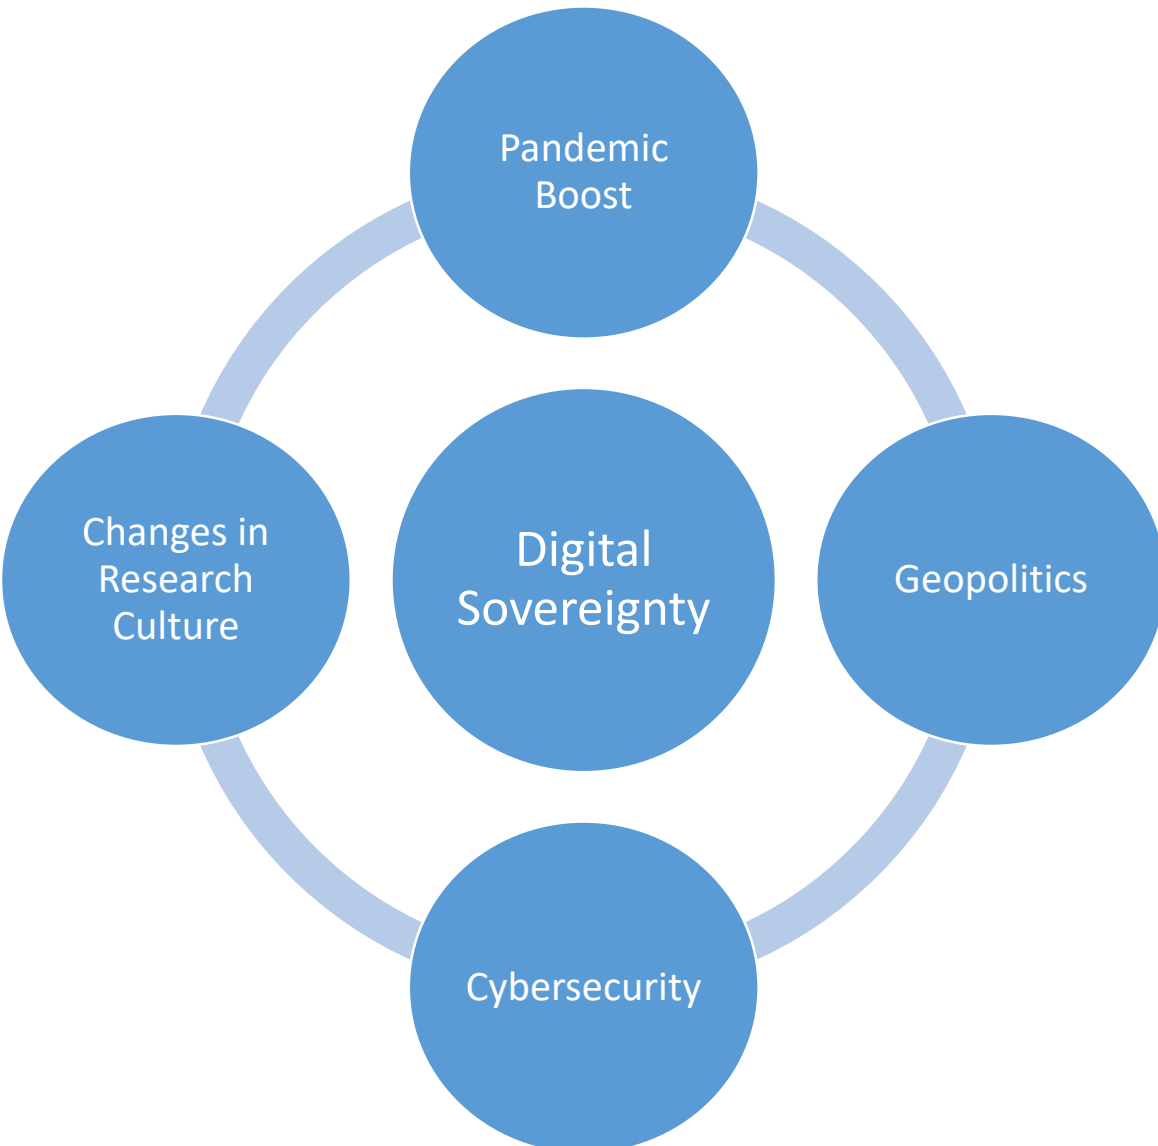 Pandemic
Boost
Changes in
Research
Culture
Digital
Sovereignty
Geopolitics
Cybersecurity